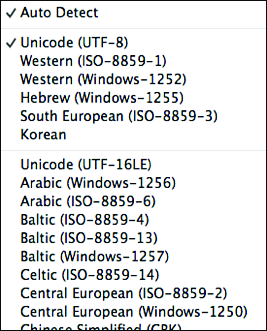 ✓ Auto Detect
✓ Unicode (UTF-8)
Western (ISO-8859-1)
Western (Windows-1252)
Hebrew (Windows-1255)
South European (ISO-8859-3)
Korean
Unicode (UTF-16LE)
Arabic (Windows-1256)
Arabic (ISO-8859-6)
Baltic (ISO-8859-4)
Baltic (ISO-8859-13)
Baltic (Windows-1257)
Celtic (ISO-8859-14)
Central European (ISO-8859-2)
Central European (Windows-1250)
Chinese Simplified (GBK)